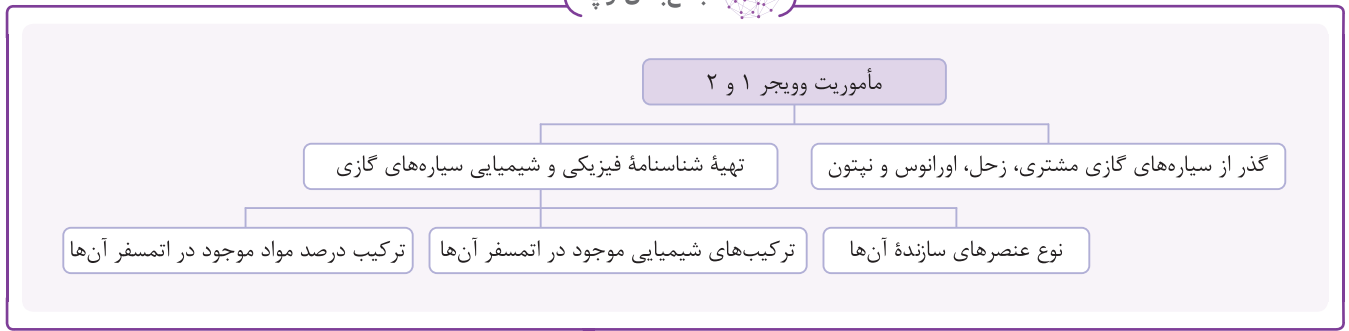 مأموریت وویجر ۱ و ۲
گذر از سیاره‌های گازی مشتری، زحل، اورانوس و نپتون
تهیهٔ شناسنامهٔ فیزیکی و شیمیایی سیاره‌های گازی
نوع عنصرهای سازندهٔ آن‌ها
ترکیب‌های شیمیایی موجود در اتمسفر آن‌ها
ترکیب درصد مواد موجود در اتمسفر آن‌ها